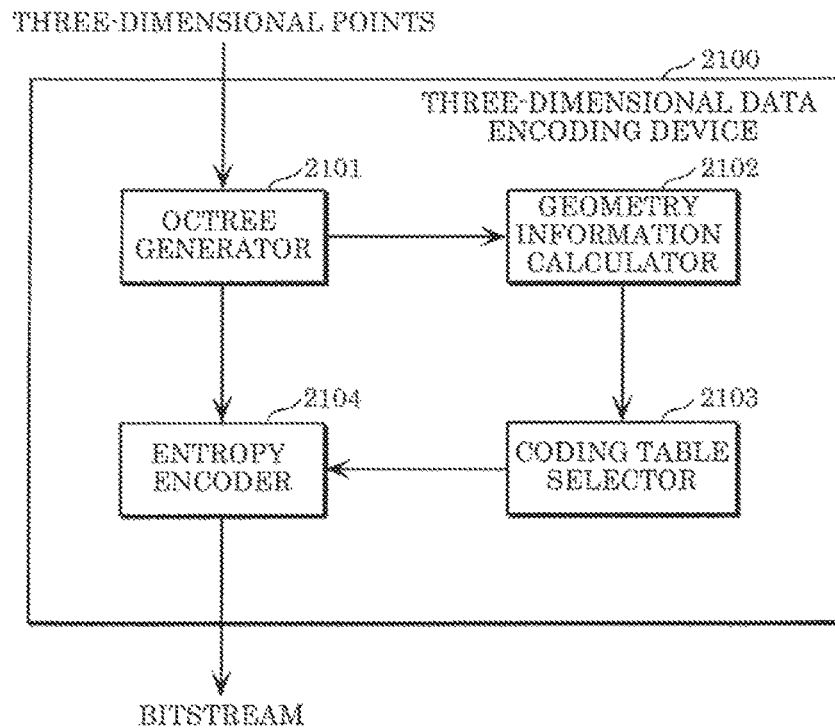 THREE-DIMENSIONAL POINTS
2100
THREE-DIMENSIONAL DATA
ENCODING DEVICE
2101
OCTREE
GENERATOR
2102
GEOMETRY
INFORMATION
CALCULATOR
2104
ENTROPY
ENCODER
2103
CODING TABLE
SELECTOR
BITSTREAM